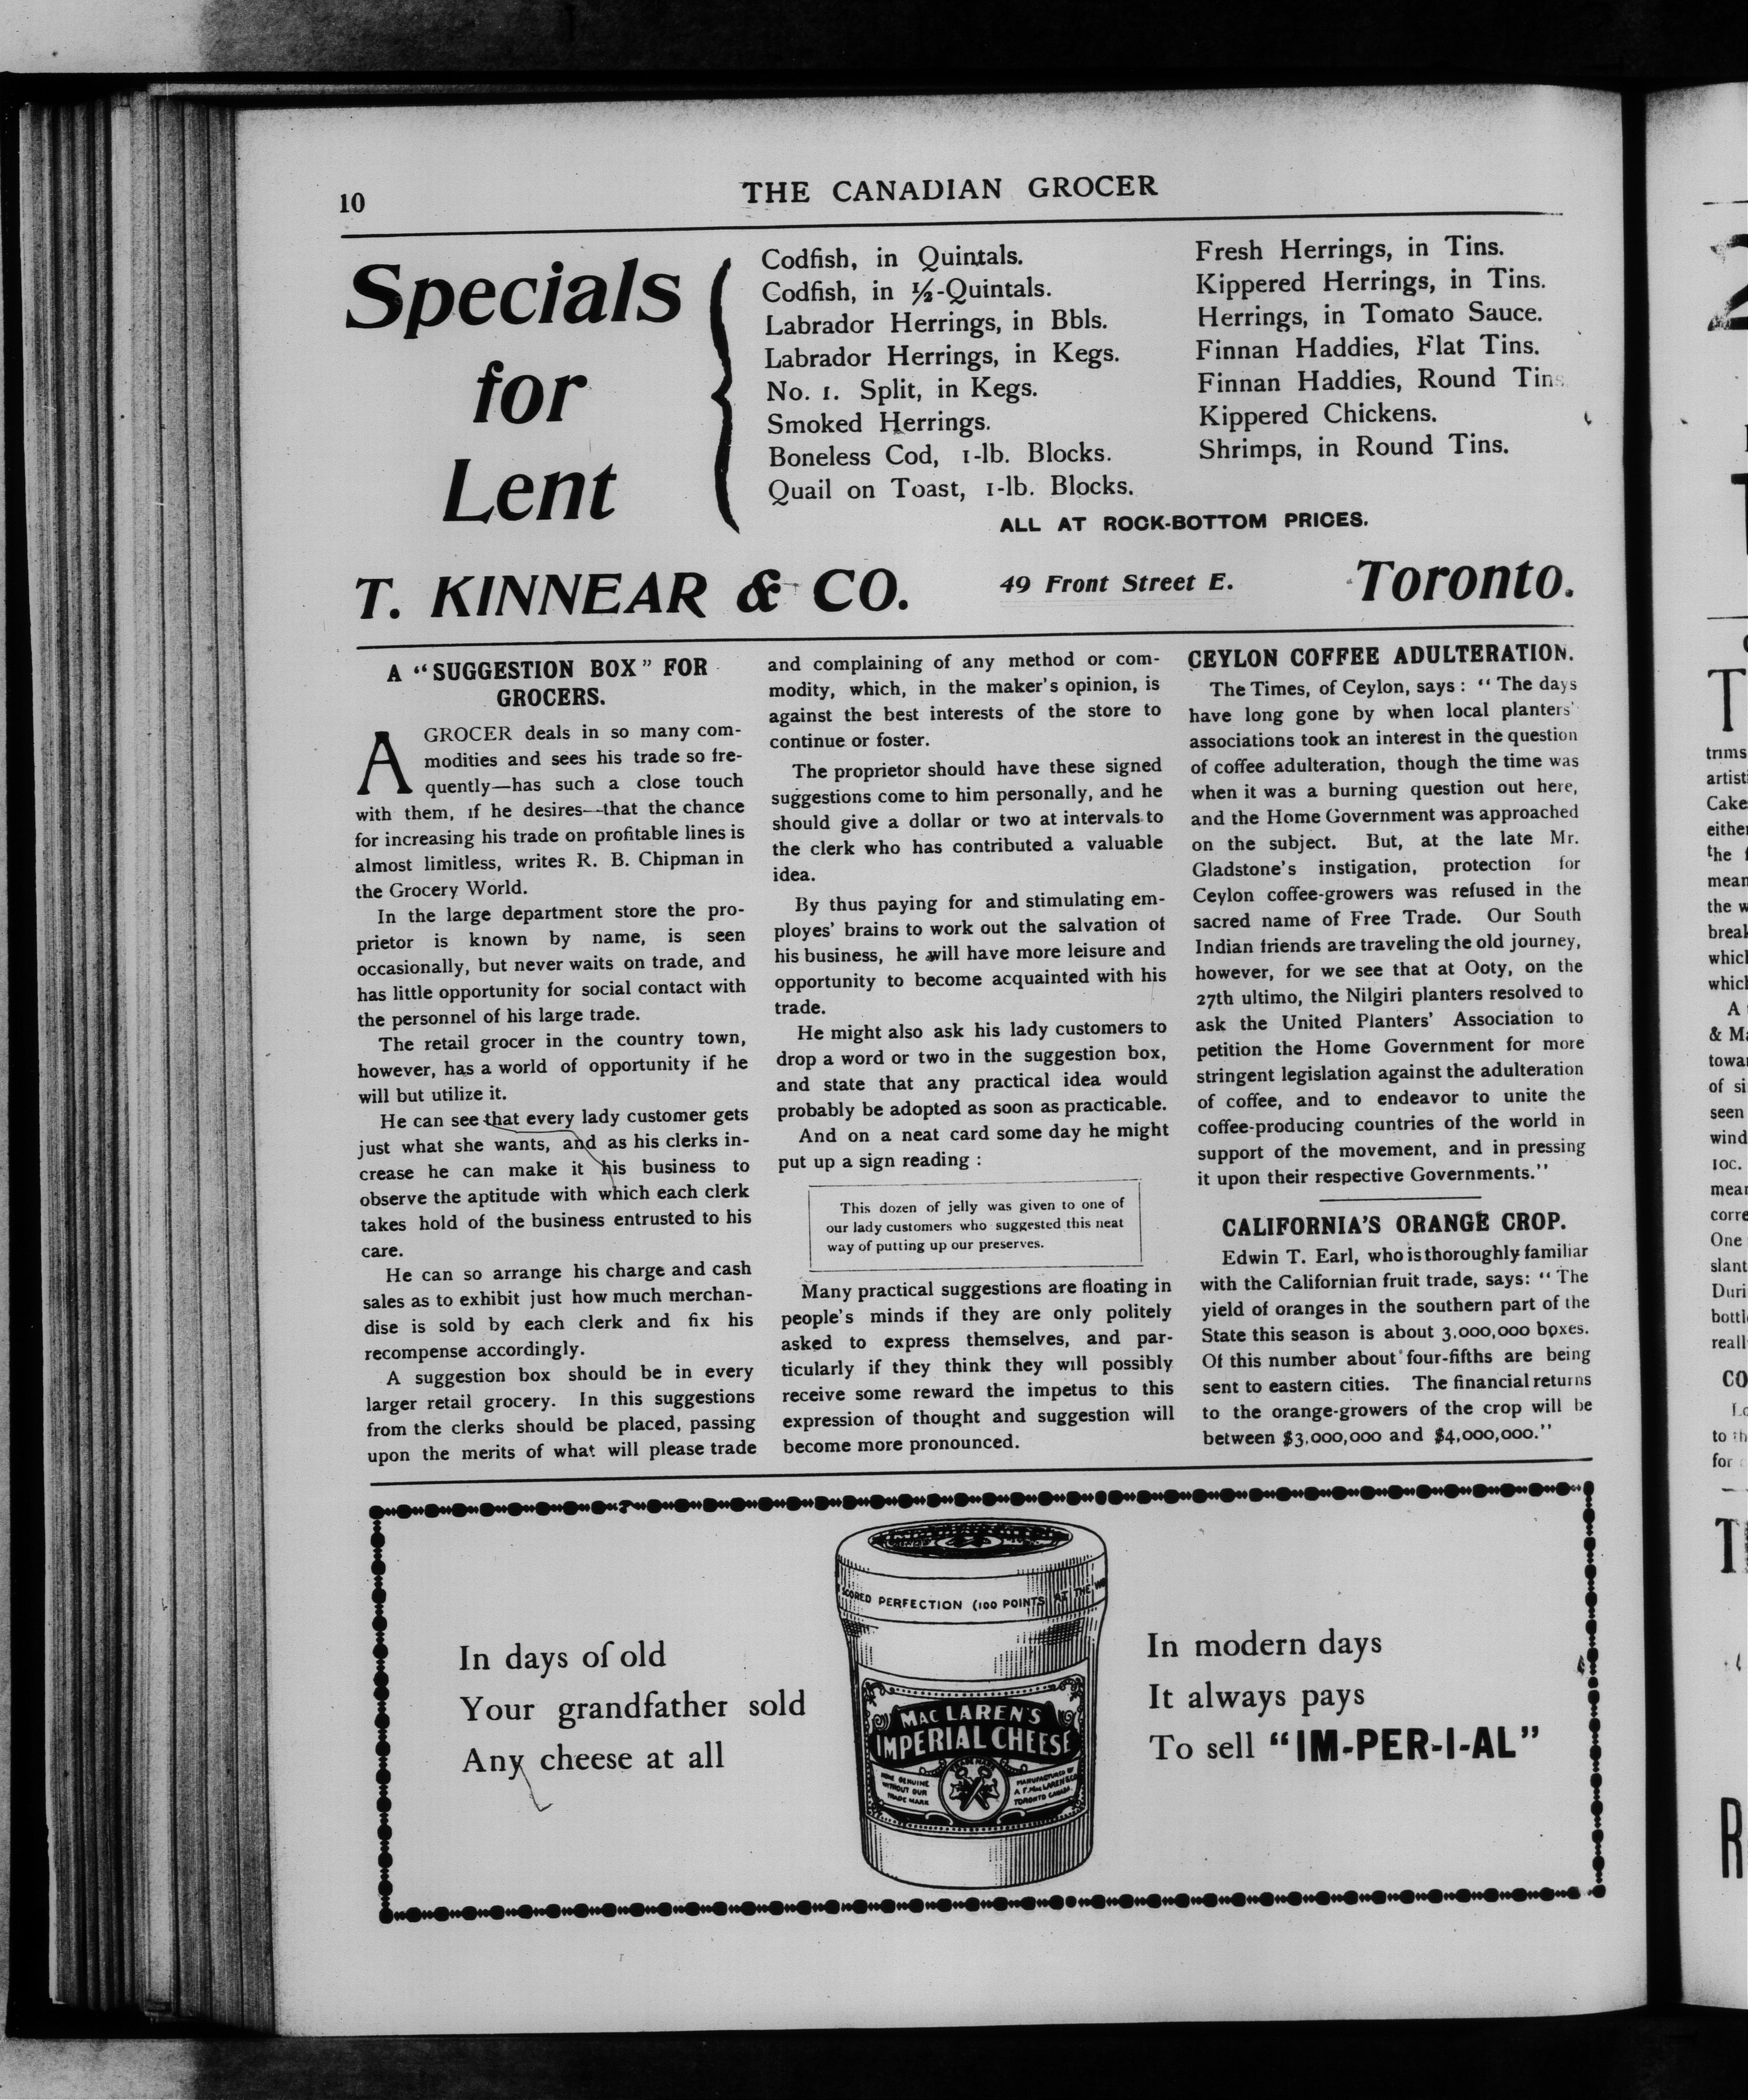 10
THE CANADIAN GROCER
Specials
for
Lent
Codfish, in Quintals.
Codfish, in ½-Quintals.
Labrador Herrings, in Bbls.
Labrador Herrings, in Kegs.
No. 1. Split, in Kegs.
Smoked Herrings.
Boneless Cod, 1-lb. Blocks.
Quail on Toast, 1-lb. Blocks.
Fresh Herrings, in Tins.
Kippered Herrings, in Tins.
Herrings, in Tomato Sauce.
Finnan Haddies, Flat Tins.
Finnan Haddies, Round Tins
Kippered Chickens.
Shrimps, in Round Tins.
ALL AT ROCK-BOTTOM PRICES.
T. KINNEAR & CO. 49 Front Street E. Toronto.
A "SUGGESTION BOX" FOR
GROCERS.
A GROCER deals in so many com-
modities and sees his trade so fre-
quently—has such a close touch
with them, if he desires—that the chance
for increasing his trade on profitable lines is
almost limitless, writes R. B. Chipman in
the Grocery World.
In the large department store the pro-
prietor is known by name, is seen
occasionally, but never waits on trade, and
has little opportunity for social contact with
the personnel of his large trade.
The retail grocer in the country town,
however, has a world of opportunity if he
will but utilize it.
He can see that every lady customer gets
just what she wants, and as his clerks in-
crease he can make it his business to
observe the aptitude with which each clerk
takes hold of the business entrusted to his
care.
He can so arrange his charge and cash
sales as to exhibit just how much merchan-
dise is sold by each clerk and fix his
recompense accordingly.
A suggestion box should be in every
larger retail grocery. In this suggestions
from the clerks should be placed, passing
upon the merits of what will please trade
and complaining of any method or com-
modity, which, in the maker's opinion, is
against the best interests of the store to
continue or foster.
The proprietor should have these signed
suggestions come to him personally, and he
should give a dollar or two at intervals to
the clerk who has contributed a valuable
idea.
By thus paying for and stimulating em-
ployes' brains to work out the salvation of
his business, he will have more leisure and
opportunity to become acquainted with his
trade.
He might also ask his lady customers to
drop a word or two in the suggestion box,
and state that any practical idea would
probably be adopted as soon as practicable.
And on a neat card some day he might
put up a sign reading :
This dozen of jelly was given to one of
our lady customers who suggested this neat
way of putting up our preserves.
Many practical suggestions are floating in
people's minds if they are only politely
asked to express themselves, and par-
ticularly if they think they will possibly
receive some reward the impetus to this
expression of thought and suggestion will
become more pronounced.
CEYLON COFFEE ADULTERATION.
The Times, of Ceylon, says : "The days
have long gone by when local planters'
associations took an interest in the question
of coffee adulteration, though the time was
when it was a burning question out here,
and the Home Government was approached
on the subject. But, at the late Mr.
Gladstone's instigation, protection for
Ceylon coffee-growers was refused in the
sacred name of Free Trade. Our South
Indian friends are traveling the old journey,
however, for we see that at Ooty, on the
27th ultimo, the Nilgiri planters resolved to
ask the United Planters' Association to
petition the Home Government for more
stringent legislation against the adulteration
of coffee, and to endeavor to unite the
coffee-producing countries of the world in
support of the movement, and in pressing
it upon their respective Governments."
CALIFORNIA'S ORANGE CROP.
Edwin T. Earl, who is thoroughly familiar
with the Californian fruit trade, says: "The
yield of oranges in the southern part of the
State this season is about 3,000,000 boxes.
Of this number about four-fifths are being
sent to eastern cities. The financial returns
to the orange-growers of the crop will be
between $3,000,000 and $4,000,000."
In days of old
Your grandfather sold
Any cheese at all
SCORED PERFECTION (100 POINTS) AT THE
MACLAREN'S
IMPERIAL CHEESE
TRADE MARK
NONE GENUINE
WITHOUT OUR
TRADE MARK
MANUFACTURED BY
A. F. MACLAREN & CO.
TORONTO CANADA.
In modern days
It always pays
To sell "IM-PER-I-AL"